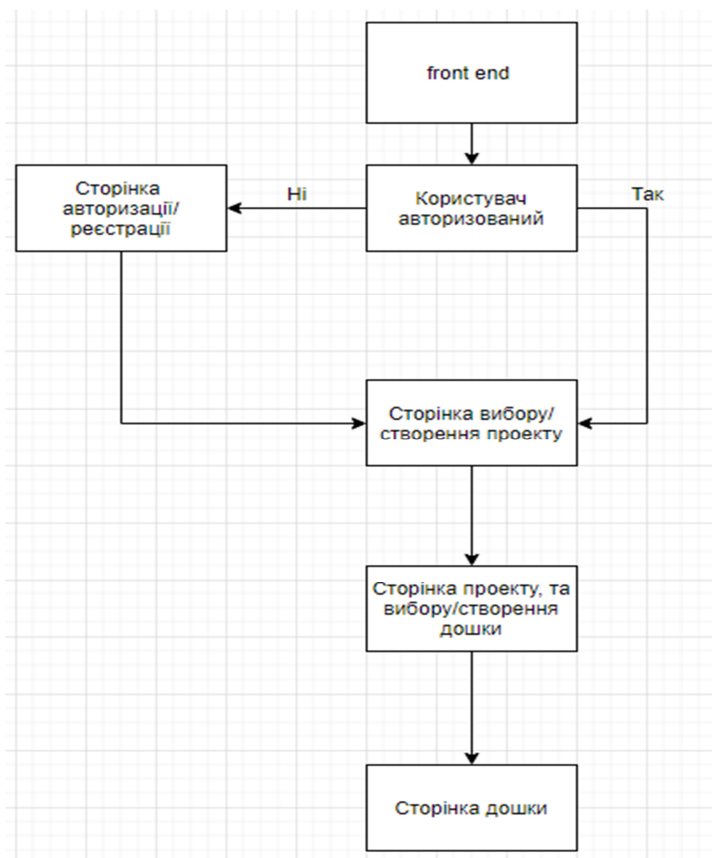 front end
Сторінка
авторизації/
реєстрації
Ні
Користувач
авторизований
Так
Сторінка вибору/
створення проекту
Сторінка проекту, та
вибору/створення
дошки
Сторінка дошки